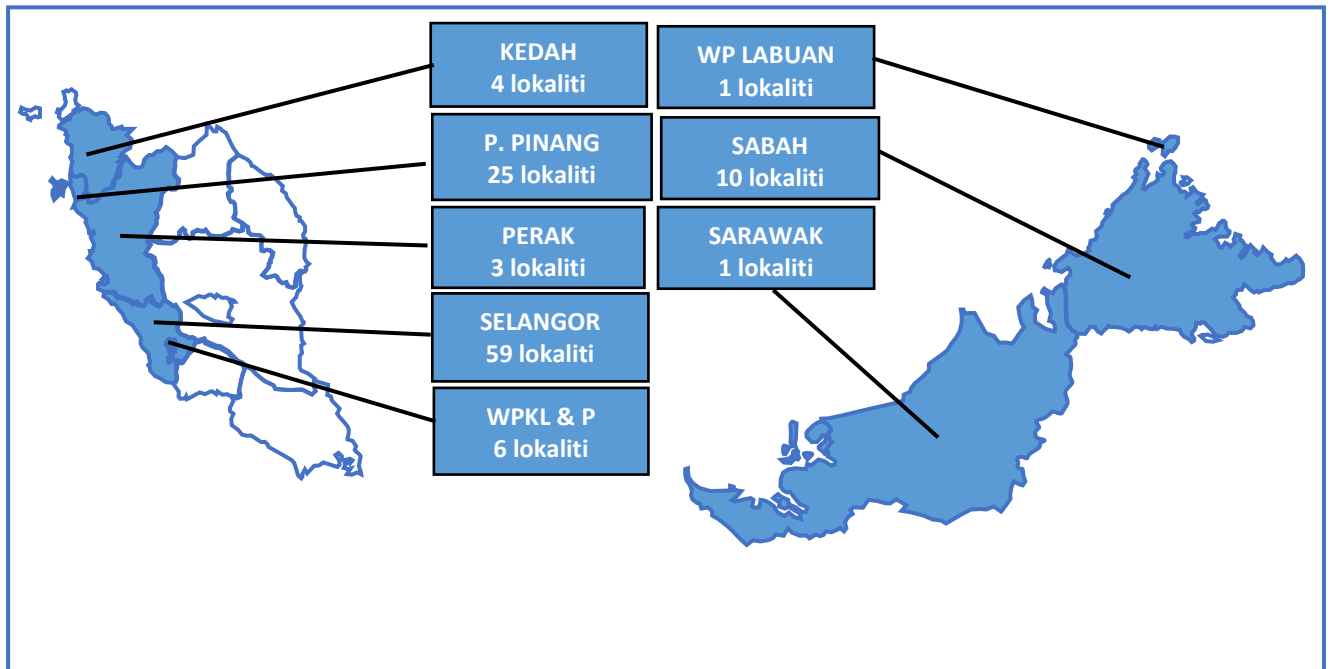 KEDAH
4 lokaliti
P. PINANG
25 lokaliti
PERAK
3 lokaliti
SELANGOR
59 lokaliti
WPKL & P
6 lokaliti
WP LABUAN
1 lokaliti
SABAH
10 lokaliti
SARAWAK
1 lokaliti